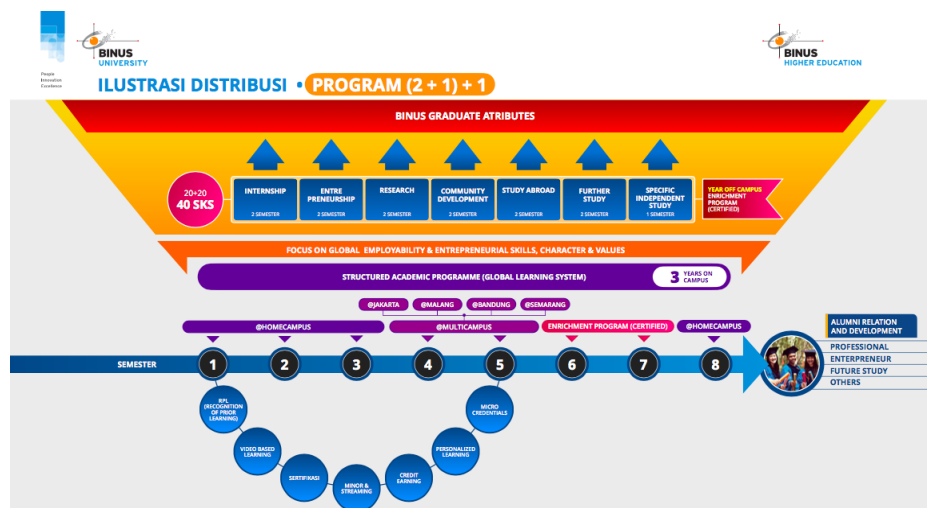 People
Innovation
Excellence
BINUS
UNIVERSITY
BINUS
HIGHER EDUCATION
ILUSTRASI DISTRIBUSI • PROGRAM (2 + 1) + 1
BINUS GRADUATE ATRIBUTES
20+20
40 SKS
INTERNSHIP
2 SEMESTER
ENTRE
PRENEURSHIP
2 SEMESTER
RESEARCH
2 SEMESTER
COMMUNITY
DEVELOPMENT
2 SEMESTER
STUDY ABROAD
2 SEMESTER
FURTHER
STUDY
2 SEMESTER
SPECIFIC
INDEPENDENT
STUDY
1 SEMESTER
YEAR OFF CAMPUS
ENRICHMENT
PROGRAM
(CERTIFIED)
FOCUS ON GLOBAL EMPLOYABILITY & ENTREPRENEURIAL SKILLS, CHARACTER & VALUES
STRUCTURED ACADEMIC PROGRAMME (GLOBAL LEARNING SYSTEM)
3 YEARS ON
CAMPUS
@JAKARTA @MALANG @BANDUNG @SEMARANG
@HOMECAMPUS @MULTICAMPUS ENRICHMENT PROGRAM (CERTIFIED) @HOMECAMPUS
SEMESTER 1 2 3 4 5 6 7 8
ALUMNI RELATION
AND DEVELOPMENT
PROFESSIONAL
ENTERPRENEUR
FUTURE STUDY
OTHERS
RPL
(RECOGNITION
OF PRIOR
LEARNING)
VIDEO BASED
LEARNING
SERTIFIKASI
MINOR &
STREAMING
CREDIT
EARNING
PERSONALIZED
LEARNING
MICRO
CREDENTIALS